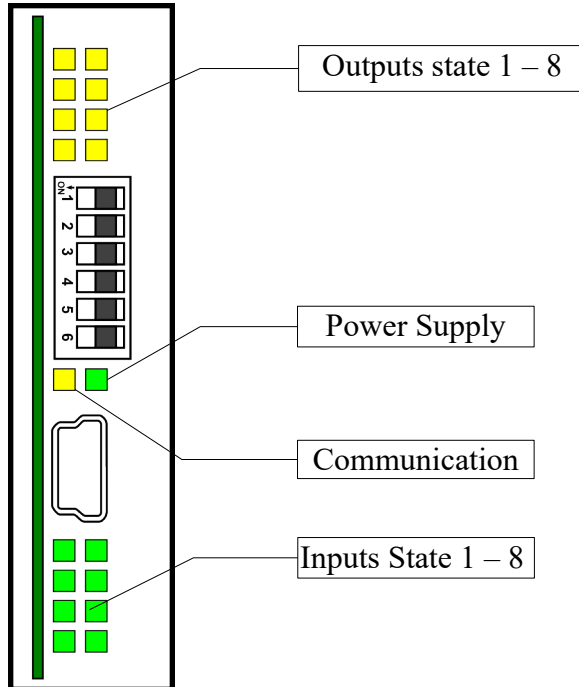 Outputs state 1 – 8
ON
1
2
3
4
5
6
Power Supply
Communication
Inputs State 1 – 8